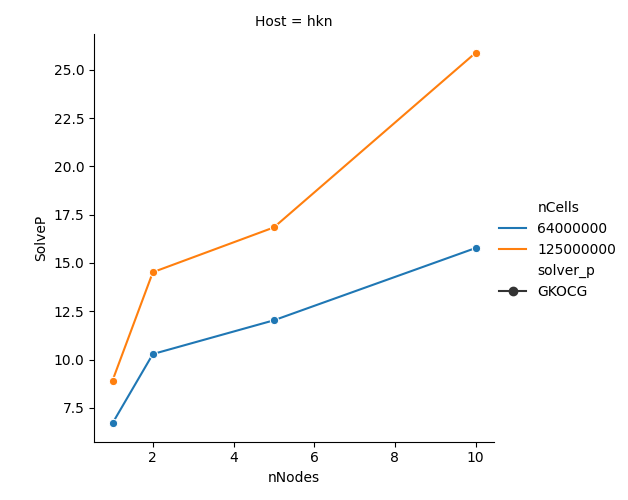 Host = hkn
25.0
22.5
20.0
17.5
15.0
12.5
10.0
7.5
SolveP
2
4
6
8
10
nNodes
nCells
64000000
125000000
solver_p
GKOCG